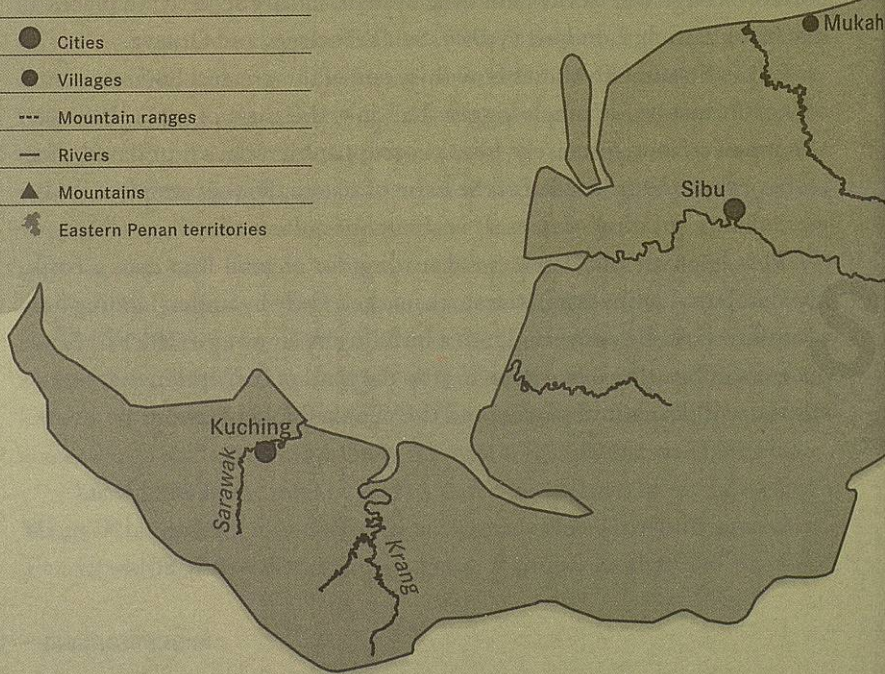 Cities
Villages
Mountain ranges
Rivers
Mountains
Eastern Penan territories
Mukah
Sibu
Kuching
Sarawak
Krang
S